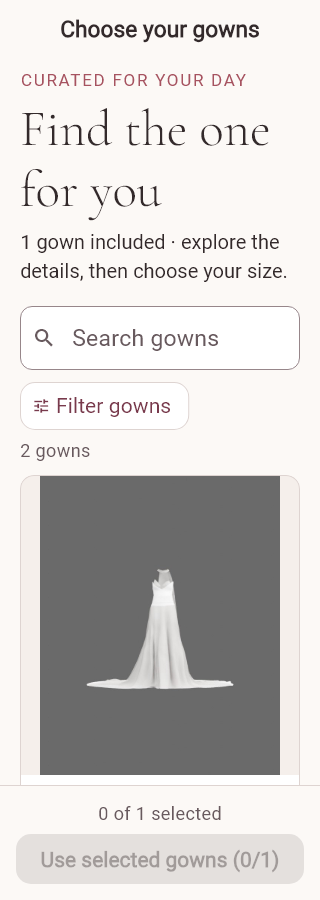 Choose your gowns
CURATED FOR YOUR DAY
Find the one
for you
1 gown included · explore the
details, then choose your size.
Search gowns
Filter gowns
2 gowns
0 of 1 selected
Use selected gowns (0/1)